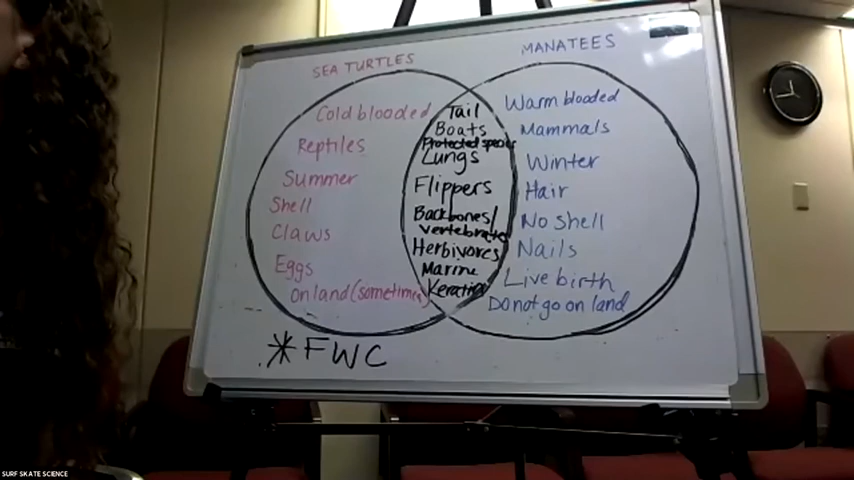 SEA TURTLES
Cold blooded
Reptiles
Summer
Shell
Claws
Eggs
on land (sometimes)
Tail
Boats
Protected species
Lungs
Flippers
Backbones/
vertebrates
Herbivores
Marine
Keratin
MANATEES
Warm blooded
Mammals
Winter
Hair
No Shell
Nails
Live birth
Do not go on land
*FWC
SURF SKATE SCIENCE